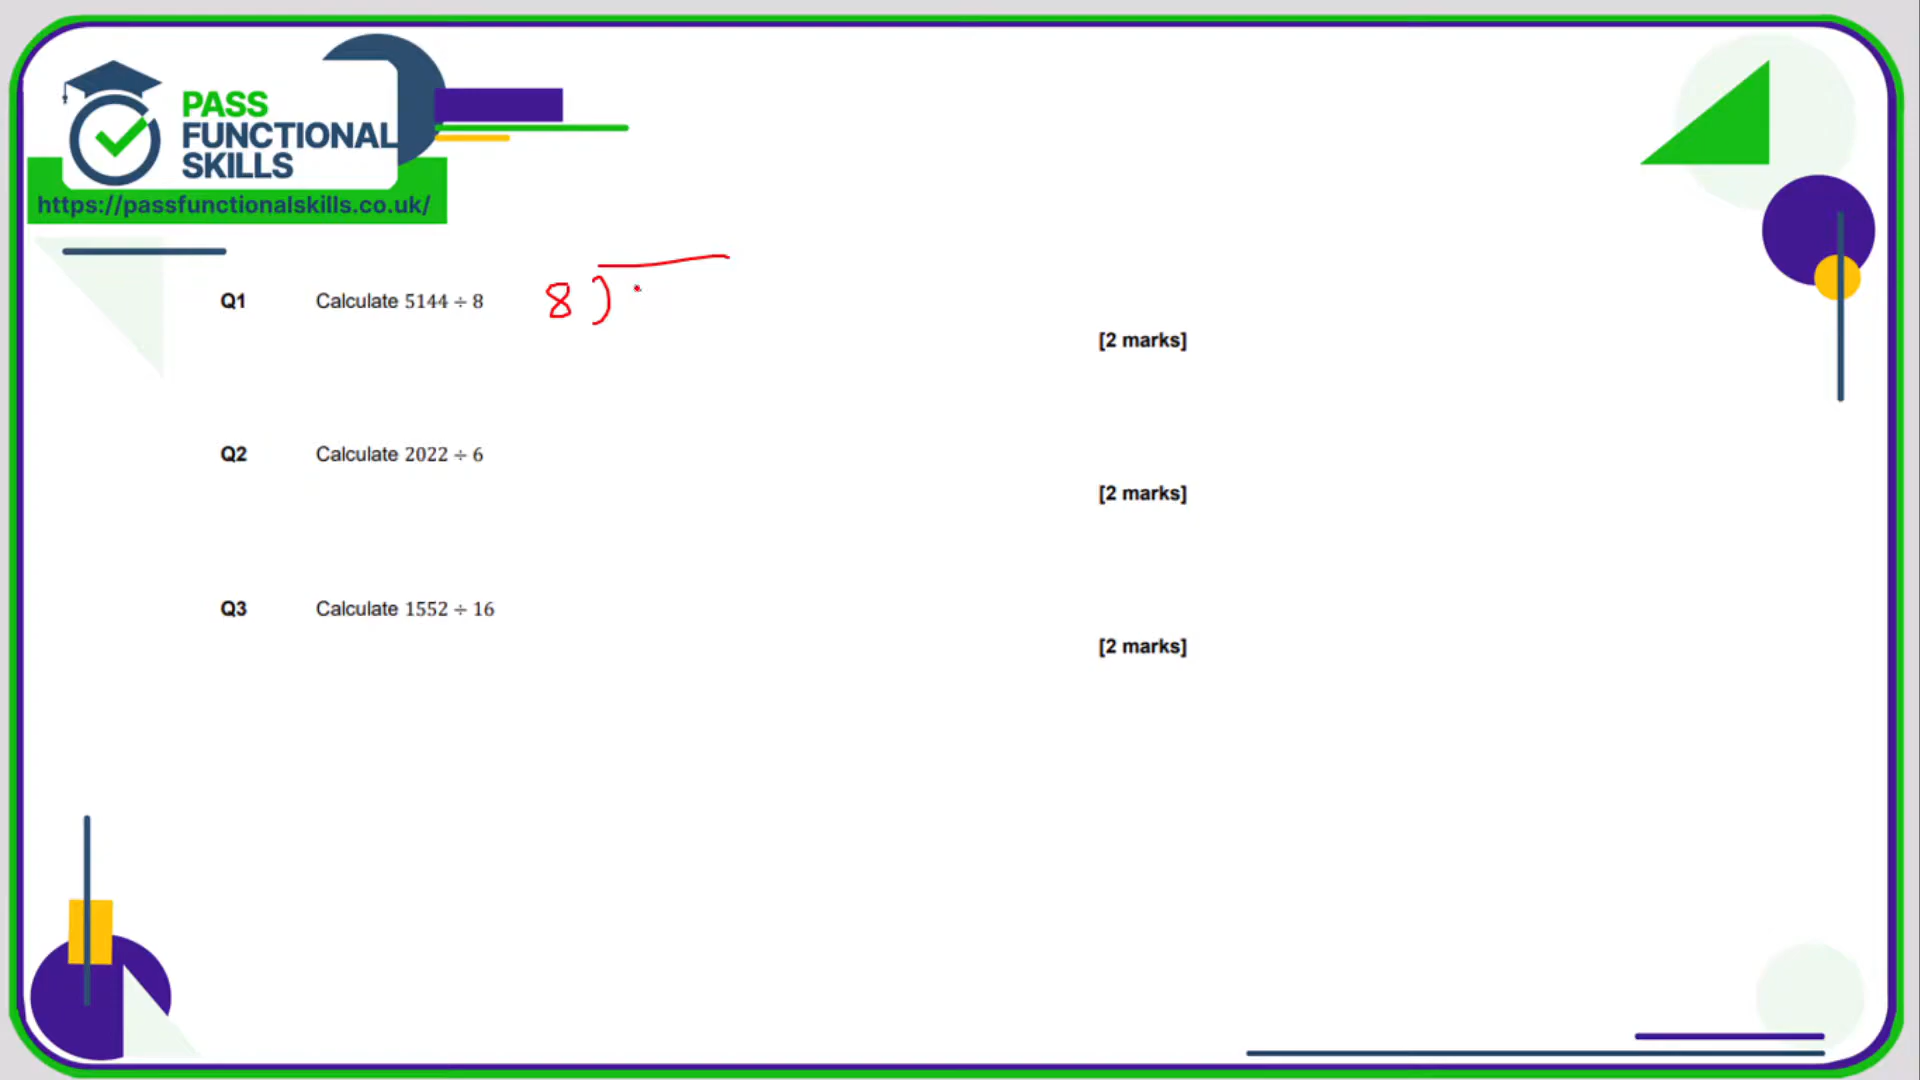 PASS
FUNCTIONAL
SKILLS
https://passfunctionalskills.co.uk/
Q1 Calculate 5144 ÷ 8 8)
[2 marks]
Q2 Calculate 2022 ÷ 6
[2 marks]
Q3 Calculate 1552 ÷ 16
[2 marks]